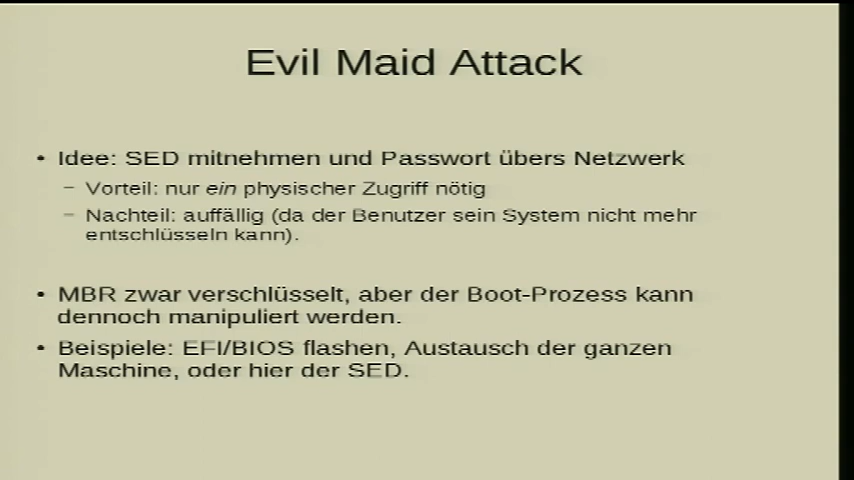 Evil Maid Attack
• Idee: SED mitnehmen und Passwort übers Netzwerk
– Vorteil: nur ein physischer Zugriff nötig
– Nachteil: auffällig (da der Benutzer sein System nicht mehr
entschlüsseln kann).
• MBR zwar verschlüsselt, aber der Boot-Prozess kann
dennoch manipuliert werden.
• Beispiele: EFI/BIOS flashen, Austausch der ganzen
Maschine, oder hier der SED.